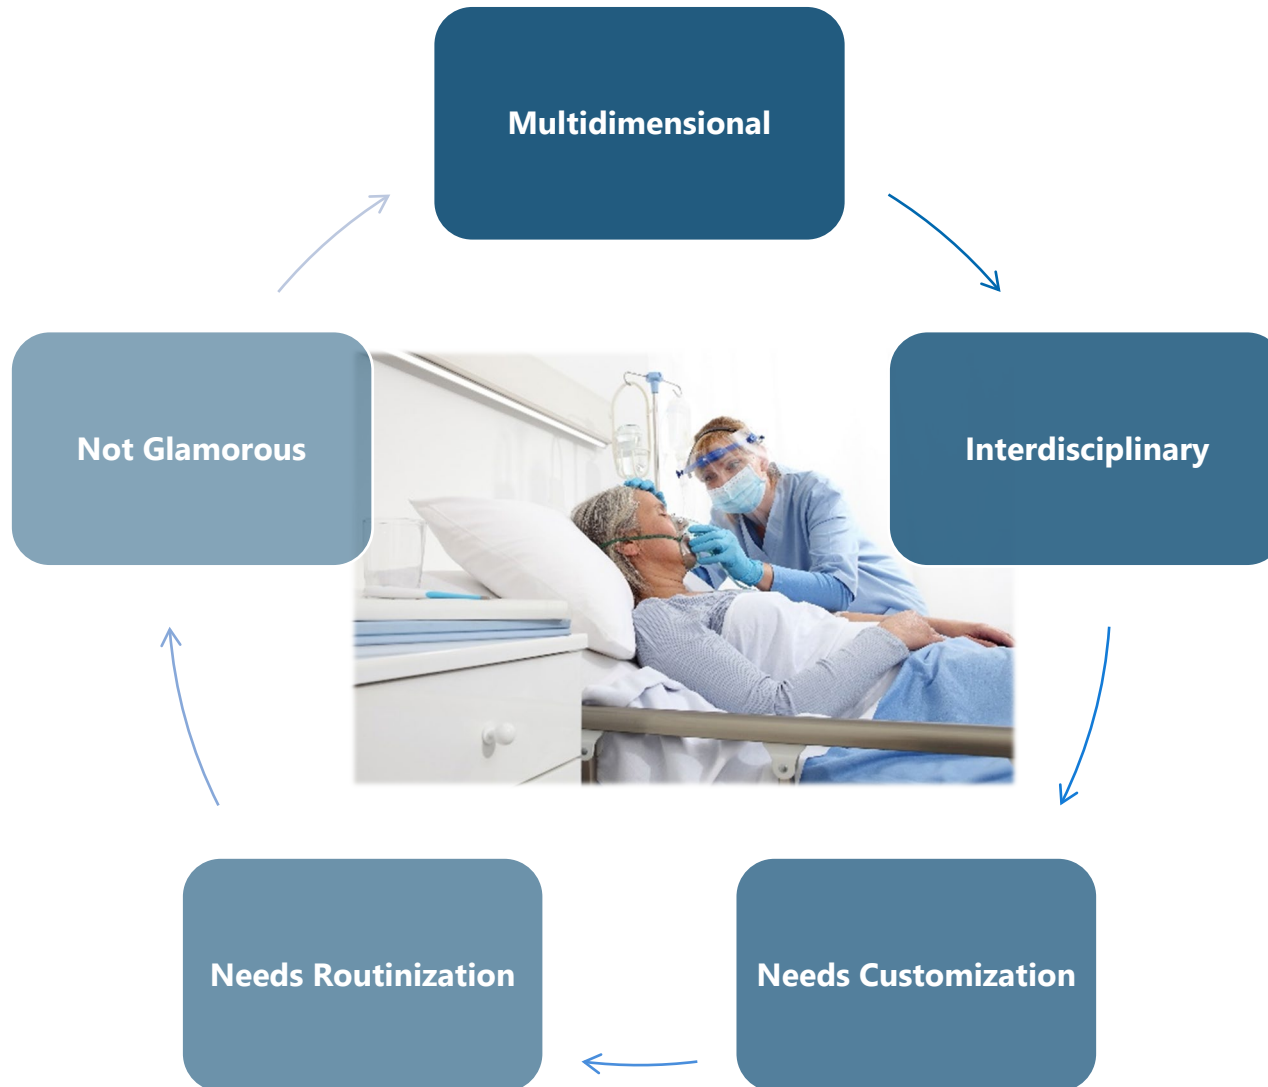 Multidimensional
Interdisciplinary
Needs Customization
Needs Routinization
Not Glamorous